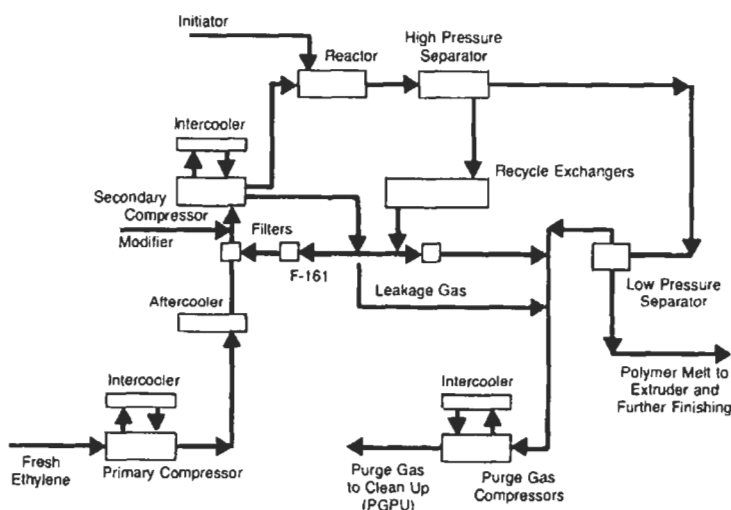 Initiator
Reactor
High Pressure
Separator
Intercooler
Recycle Exchangers
Secondary
Compressor
Modifier
Filters
F-161
Leakage Gas
Low Pressure
Separator
Aftercooler
Polymer Melt to
Extruder and
Further Finishing
Intercooler
Intercooler
Fresh
Ethylene
Primary Compressor
Purge Gas
to Clean Up
(PGPU)
Purge Gas
Compressors